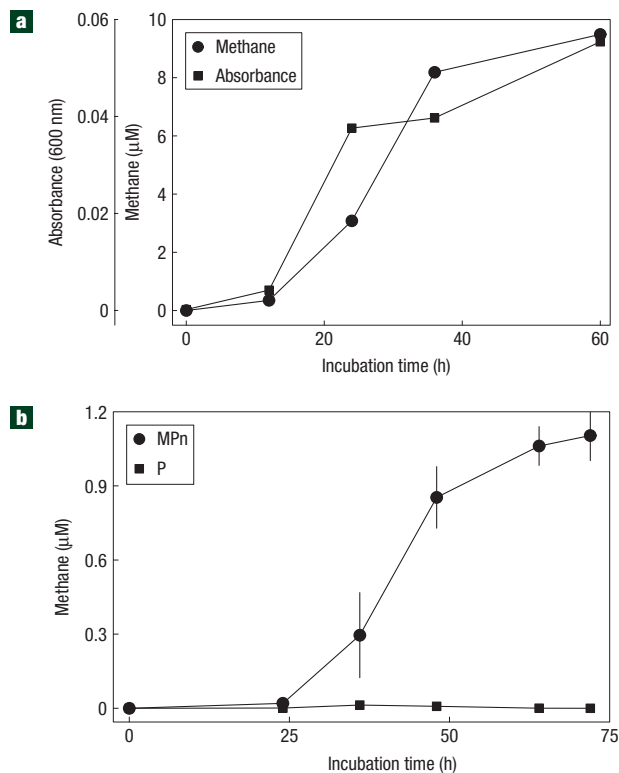 a
0.06
0.04
0.02
0
Absorbance (600 nm)
10
8
6
4
2
0
Methane (μM)
Methane
Absorbance
0 20 40 60
Incubation time (h)
b
1.2
0.9
0.6
0.3
0
Methane (μM)
MPn
P
0 25 50 75
Incubation time (h)